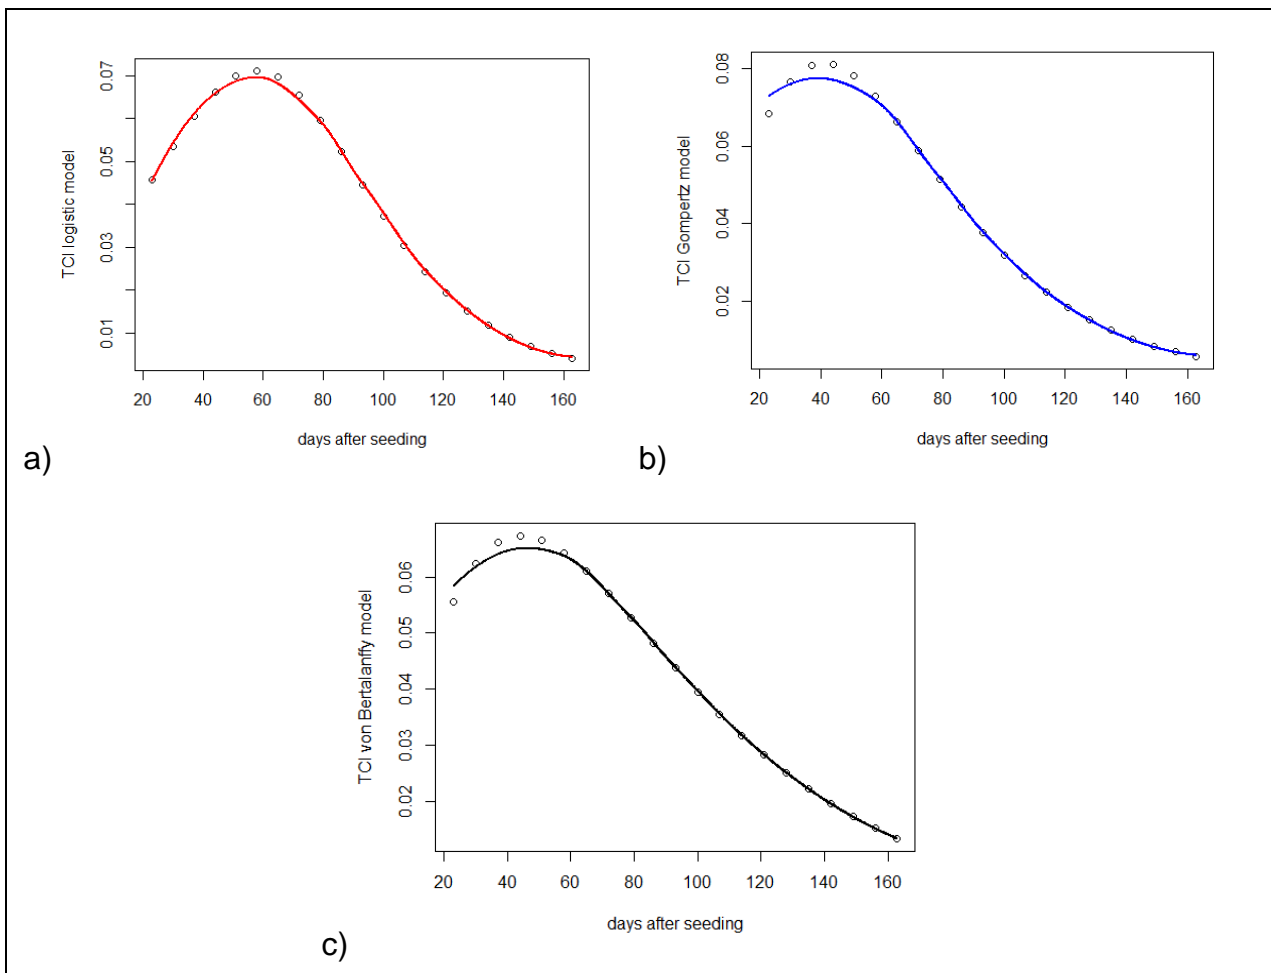 TCI logistic model
0.07
0.05
0.03
0.01
20 40 60 80 100 120 140 160
days after seeding
a)
TCI Gompertz model
0.08
0.06
0.04
0.02
20 40 60 80 100 120 140 160
days after seeding
b)
TCI von Bertalanffy model
0.06
0.05
0.04
0.03
0.02
20 40 60 80 100 120 140 160
days after seeding
c)